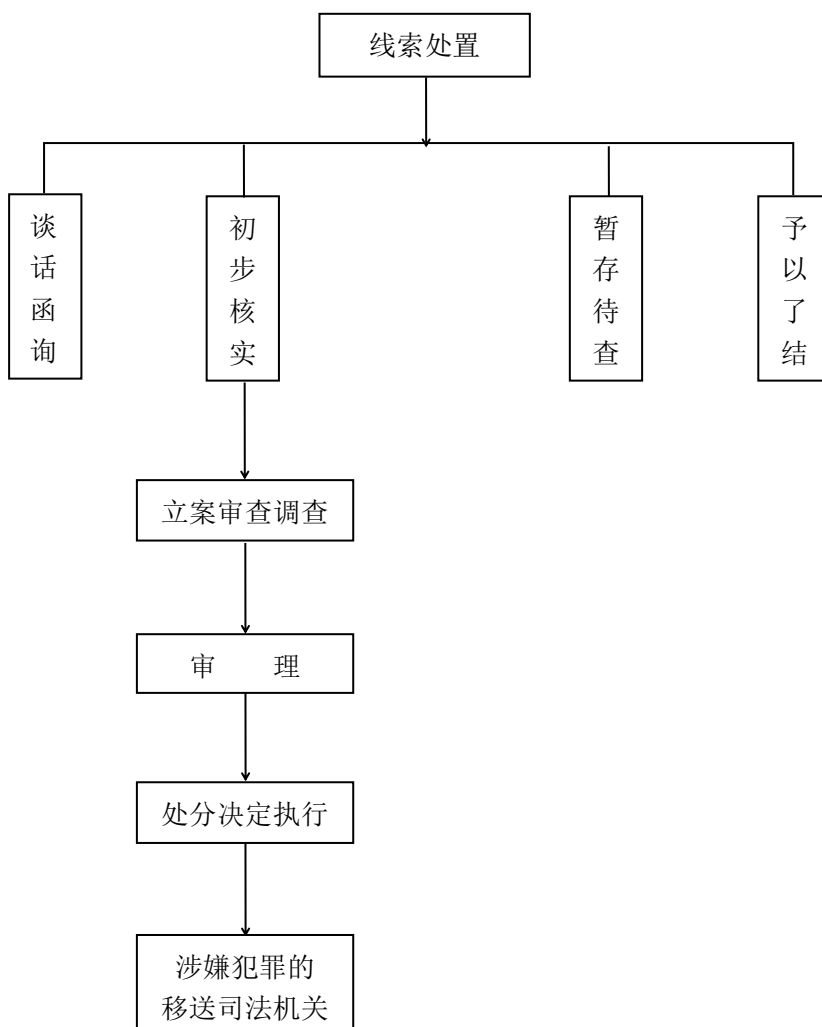 线索处置
谈话函询
初步核实
暂存待查
予以了结
立案审查调查
审 理
处分决定执行
涉嫌犯罪的
移送司法机关